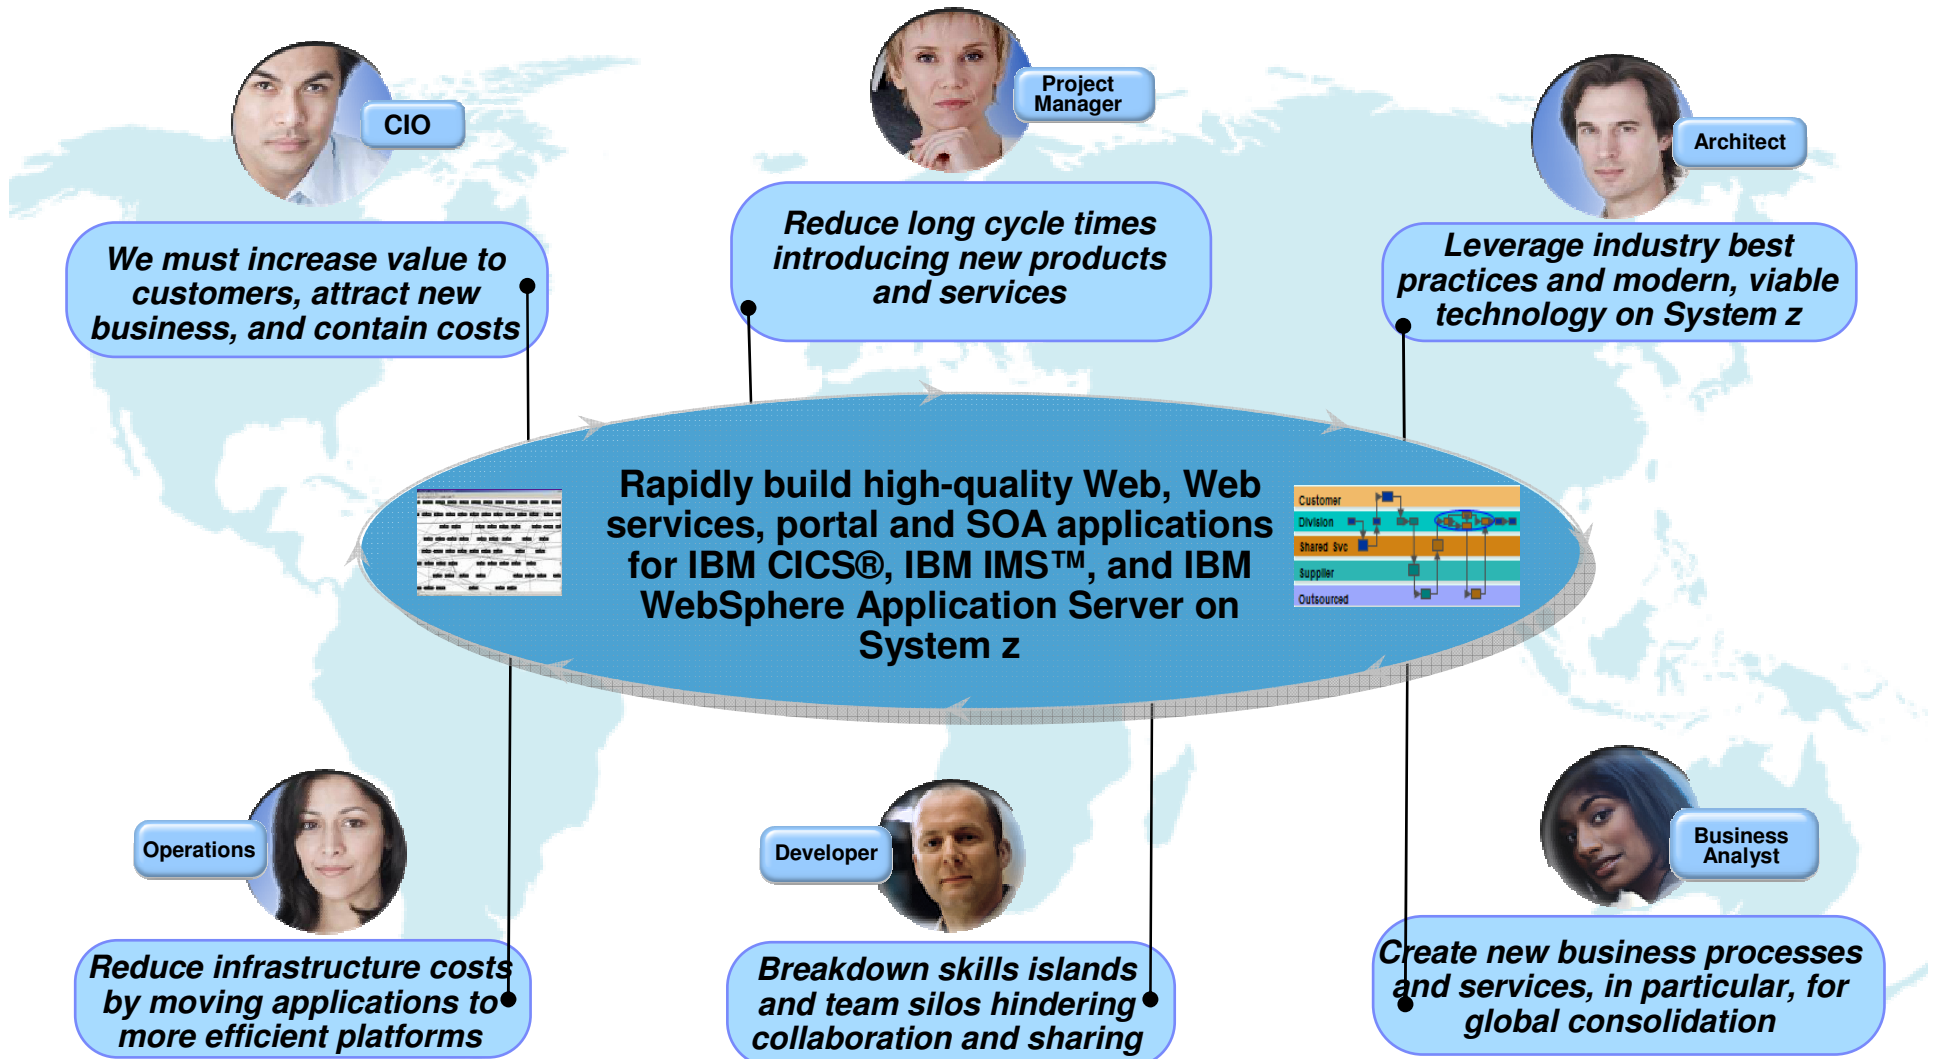 CIO
We must increase value to
customers, attract new
business, and contain costs
Project
Manager
Reduce long cycle times
introducing new products
and services
Architect
Leverage industry best
practices and modern, viable
technology on System z
Rapidly build high-quality Web, Web
services, portal and SOA applications
for IBM CICS®, IBM IMS™, and IBM
WebSphere Application Server on
System z
Customer
Division
Shared Svc
Supplier
Outsourced
Operations
Reduce infrastructure costs
by moving applications to
more efficient platforms
Developer
Breakdown skills islands
and team silos hindering
collaboration and sharing
Business
Analyst
Create new business processes
and services, in particular, for
global consolidation